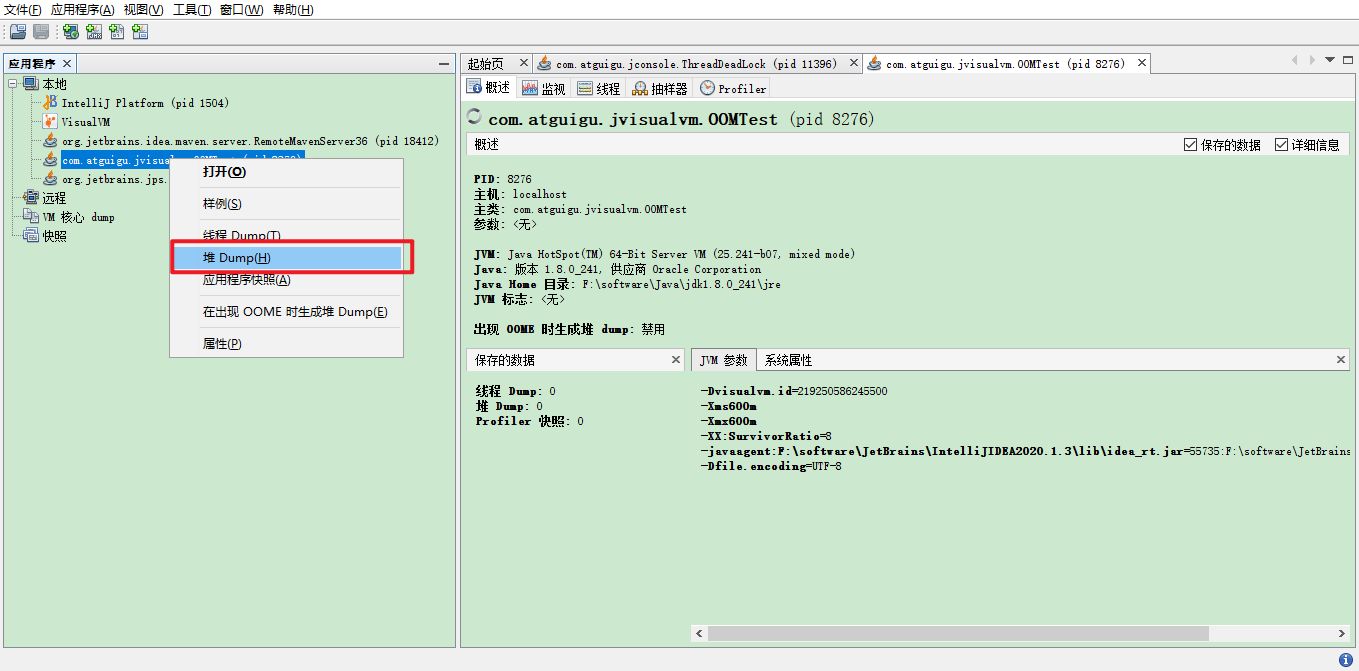 文件(F) 应用程序(A) 视图(V) 工具(T) 窗口(W) 帮助(H)
应用程序
本地
IntelliJ Platform (pid 1504)
VisualVM
org.jetbrains.idea.maven.server.RemoteMavenServer36 (pid 18412)
com.atguigu.jvisualvm
org.jetbrains.jps.
远程
VM 核心 dump
快照
打开(O)
样例(S)
线程 Dump(T)
堆 Dump(H)
应用程序快照(A)
在出现 OOME 时生成堆 Dump(E)
属性(P)
起始页 com.atguigu.jconsole.ThreadDeadLock (pid 11396) com.atguigu.jvisualvm.OOMTest (pid 8276)
概述 监视 线程 抽样器 Profiler
com.atguigu.jvisualvm.OOMTest (pid 8276)
概述 保存的数据 详细信息
PID: 8276
主机: localhost
主类: com.atguigu.jvisualvm.OOMTest
参数: <无>
JVM: Java HotSpot(TM) 64-Bit Server VM (25.241-b07, mixed mode)
Java: 版本 1.8.0_241, 供应商 Oracle Corporation
Java Home 目录: F:\software\Java\jdk1.8.0_241\jre
JVM 标志: <无>
出现 OOME 时生成堆 dump: 禁用
保存的数据
线程 Dump: 0
堆 Dump: 0
Profiler 快照: 0
JVM 参数 系统属性
-Dvisualvm.id=219250586245500
-Xms600m
-Xmx600m
-XX:SurvivorRatio=8
-javaagent:F:\software\JetBrains\IntelliJIDEA2020.1.3\lib\idea_rt.jar=55735:F:\software\JetBrains
-Dfile.encoding=UTF-8